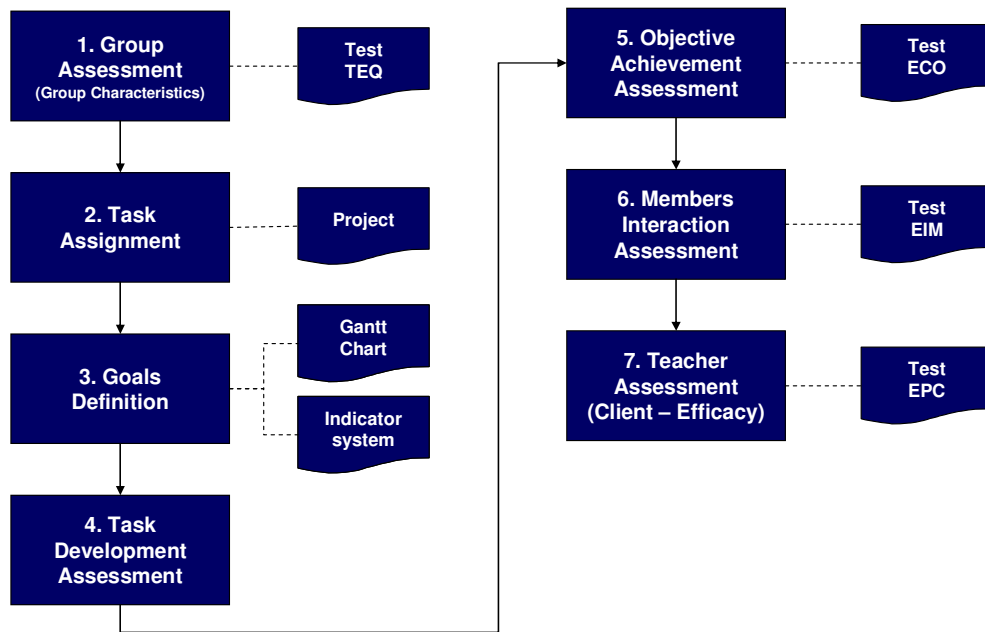 1. Group
Assessment
(Group Characteristics)
Test
TEQ
2. Task
Assignment
Project
3. Goals
Definition
Gantt
Chart
Indicator
system
4. Task
Development
Assessment
5. Objective
Achievement
Assessment
Test
ECO
6. Members
Interaction
Assessment
Test
EIM
7. Teacher
Assessment
(Client – Efficacy)
Test
EPC